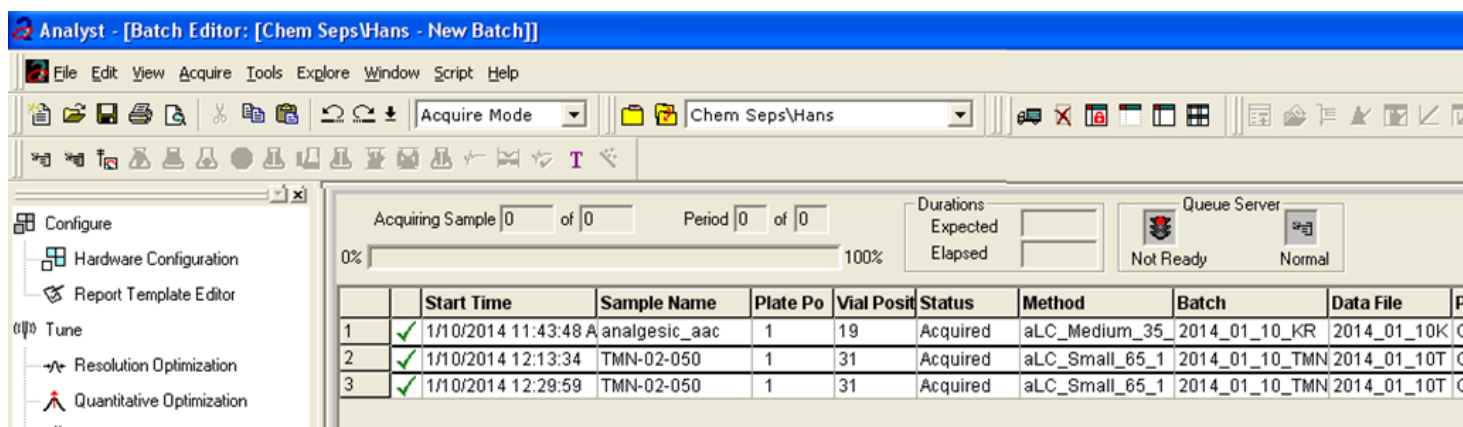 Analyst - [Batch Editor: [Chem Seps\Hans - New Batch]]
File Edit View Acquire Tools Explore Window Script Help
Acquire Mode Chem Seps\Hans
T
Configure
Hardware Configuration
Report Template Editor
Tune
Resolution Optimization
Quantitative Optimization
Acquiring Sample 0 of 0 Period 0 of 0
0% 100%
Durations
Expected
Elapsed
Queue Server
Not Ready Normal
Start Time Sample Name Plate Po Vial Posit Status Method Batch Data File
1 1/10/2014 11:43:48 A analgesic_aac 1 19 Acquired aLC_Medium_35_ 2014_01_10_KR 2014_01_10K
2 1/10/2014 12:13:34 TMN-02-050 1 31 Acquired aLC_Small_65_1 2014_01_10_TMN 2014_01_10T
3 1/10/2014 12:29:59 TMN-02-050 1 31 Acquired aLC_Small_65_1 2014_01_10_TMN 2014_01_10T